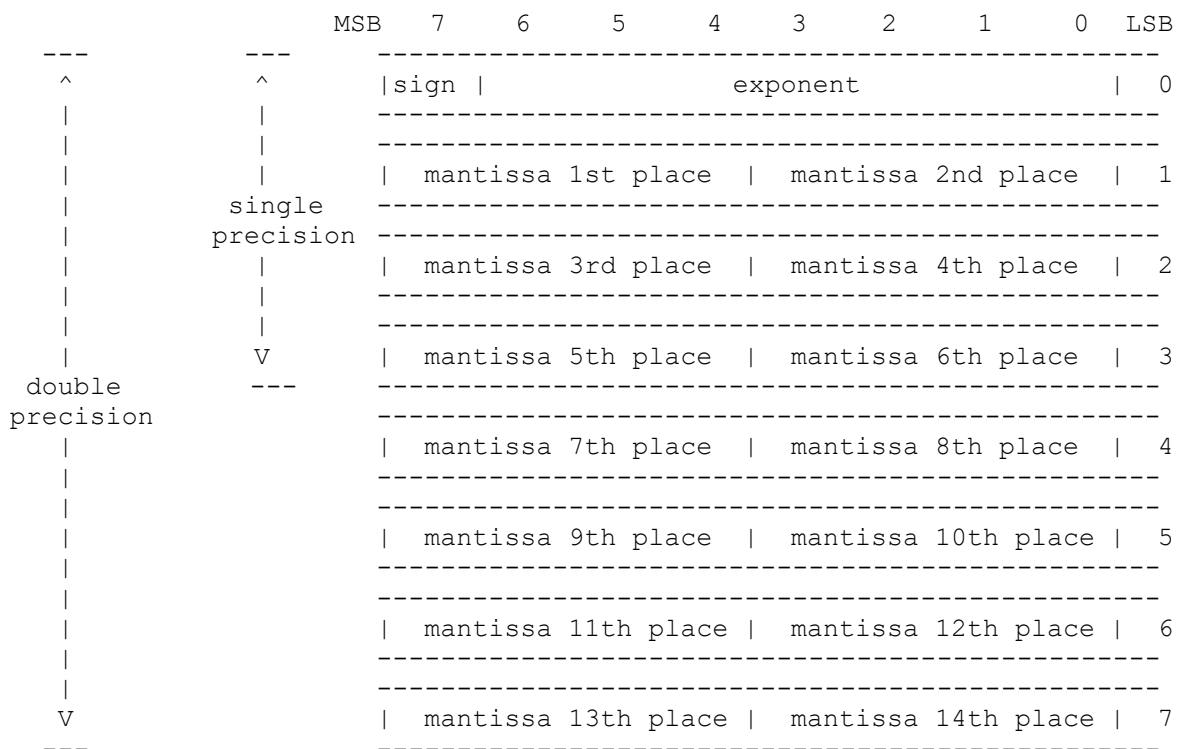 MSB 7 6 5 4 3 2 1 0 LSB
--- --- -------------------------------------------------
^ ^ |sign | exponent | 0
| | -------------------------------------------------
| | -------------------------------------------------
| | | mantissa 1st place | mantissa 2nd place | 1
| single -------------------------------------------------
| precision -------------------------------------------------
| | | mantissa 3rd place | mantissa 4th place | 2
| | -------------------------------------------------
| | -------------------------------------------------
| V | mantissa 5th place | mantissa 6th place | 3
double --- -------------------------------------------------
precision -------------------------------------------------
| | mantissa 7th place | mantissa 8th place | 4
| -------------------------------------------------
| -------------------------------------------------
| | mantissa 9th place | mantissa 10th place | 5
| -------------------------------------------------
| -------------------------------------------------
| | mantissa 11th place | mantissa 12th place | 6
| -------------------------------------------------
| -------------------------------------------------
V | mantissa 13th place | mantissa 14th place | 7
--- -------------------------------------------------